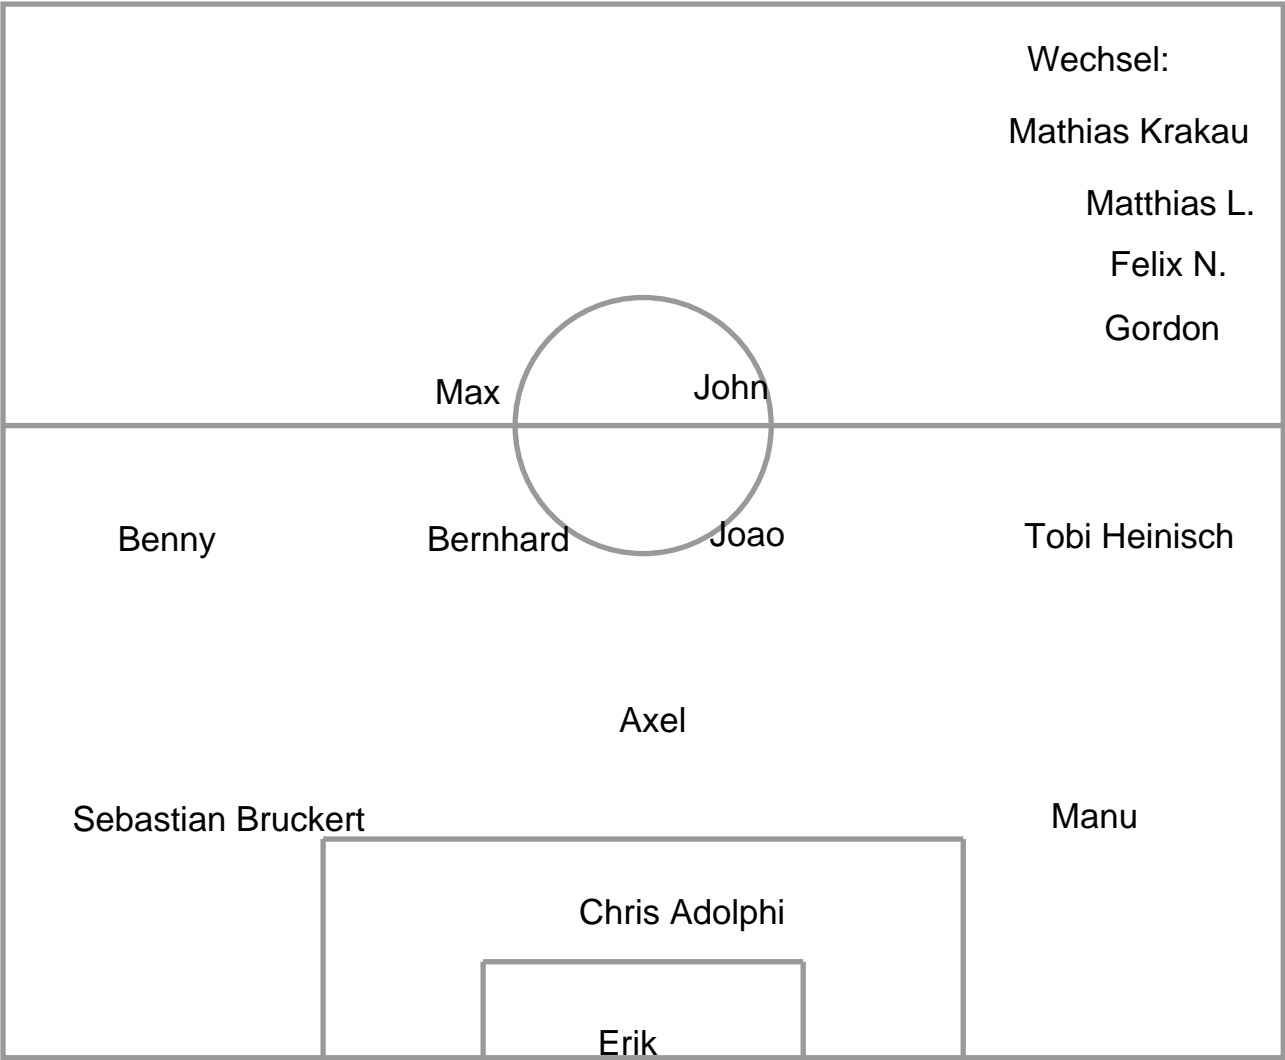 Wechsel:
Mathias Krakau
Matthias L.
Felix N.
Gordon
Max John
Benny Bernhard Joao Tobi Heinisch
Axel
Sebastian Bruckert Manu
Chris Adolphi
Erik